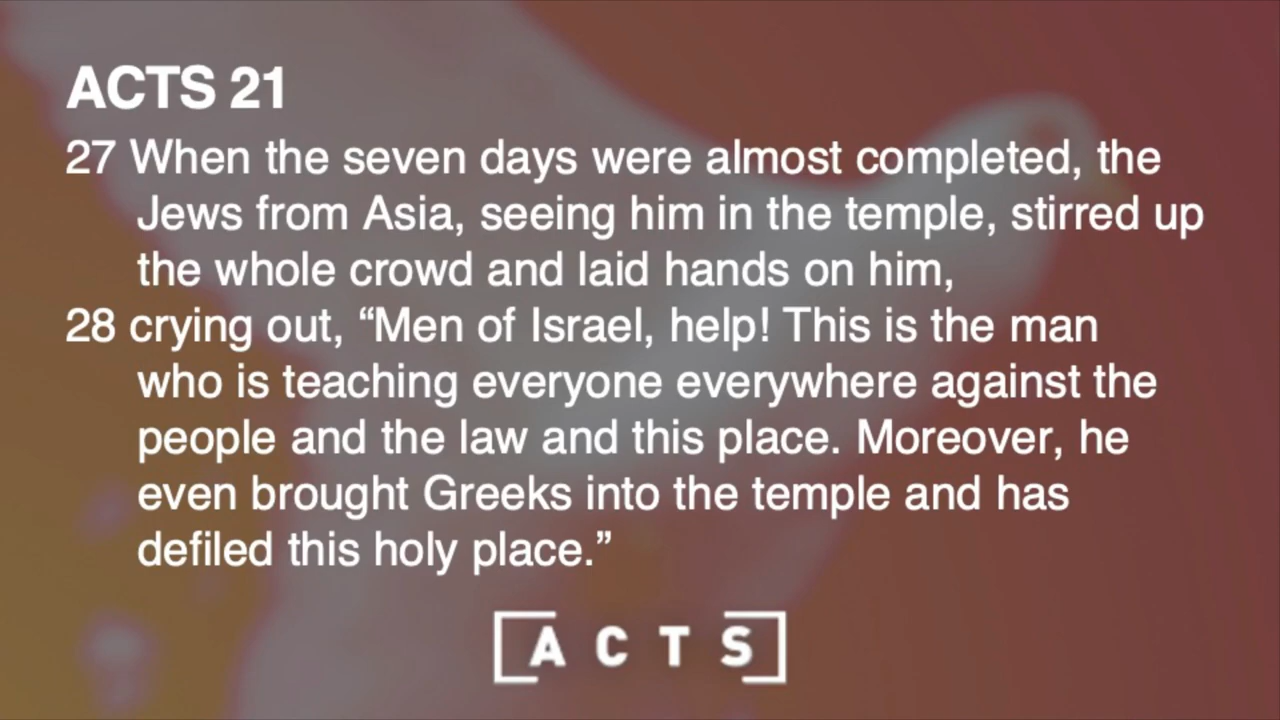 ACTS 21
27 When the seven days were almost completed, the
Jews from Asia, seeing him in the temple, stirred up
the whole crowd and laid hands on him,
28 crying out, “Men of Israel, help! This is the man
who is teaching everyone everywhere against the
people and the law and this place. Moreover, he
even brought Greeks into the temple and has
defiled this holy place.”
[ACTS]